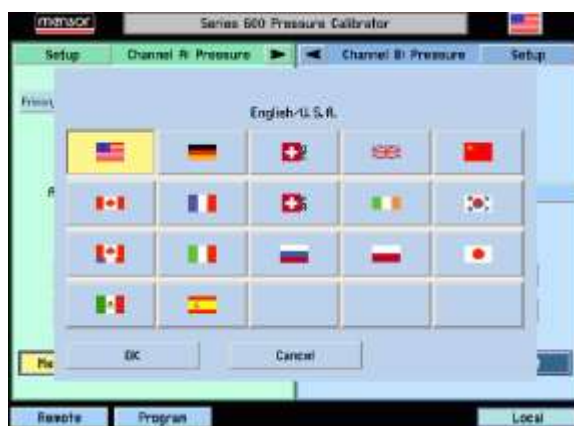 mensor
Series 600 Pressure Calibrator
Setup
Channel A: Pressure
Channel B: Pressure
Setup
English/U.S.A.
OK
Cancel
Remote
Program
Local